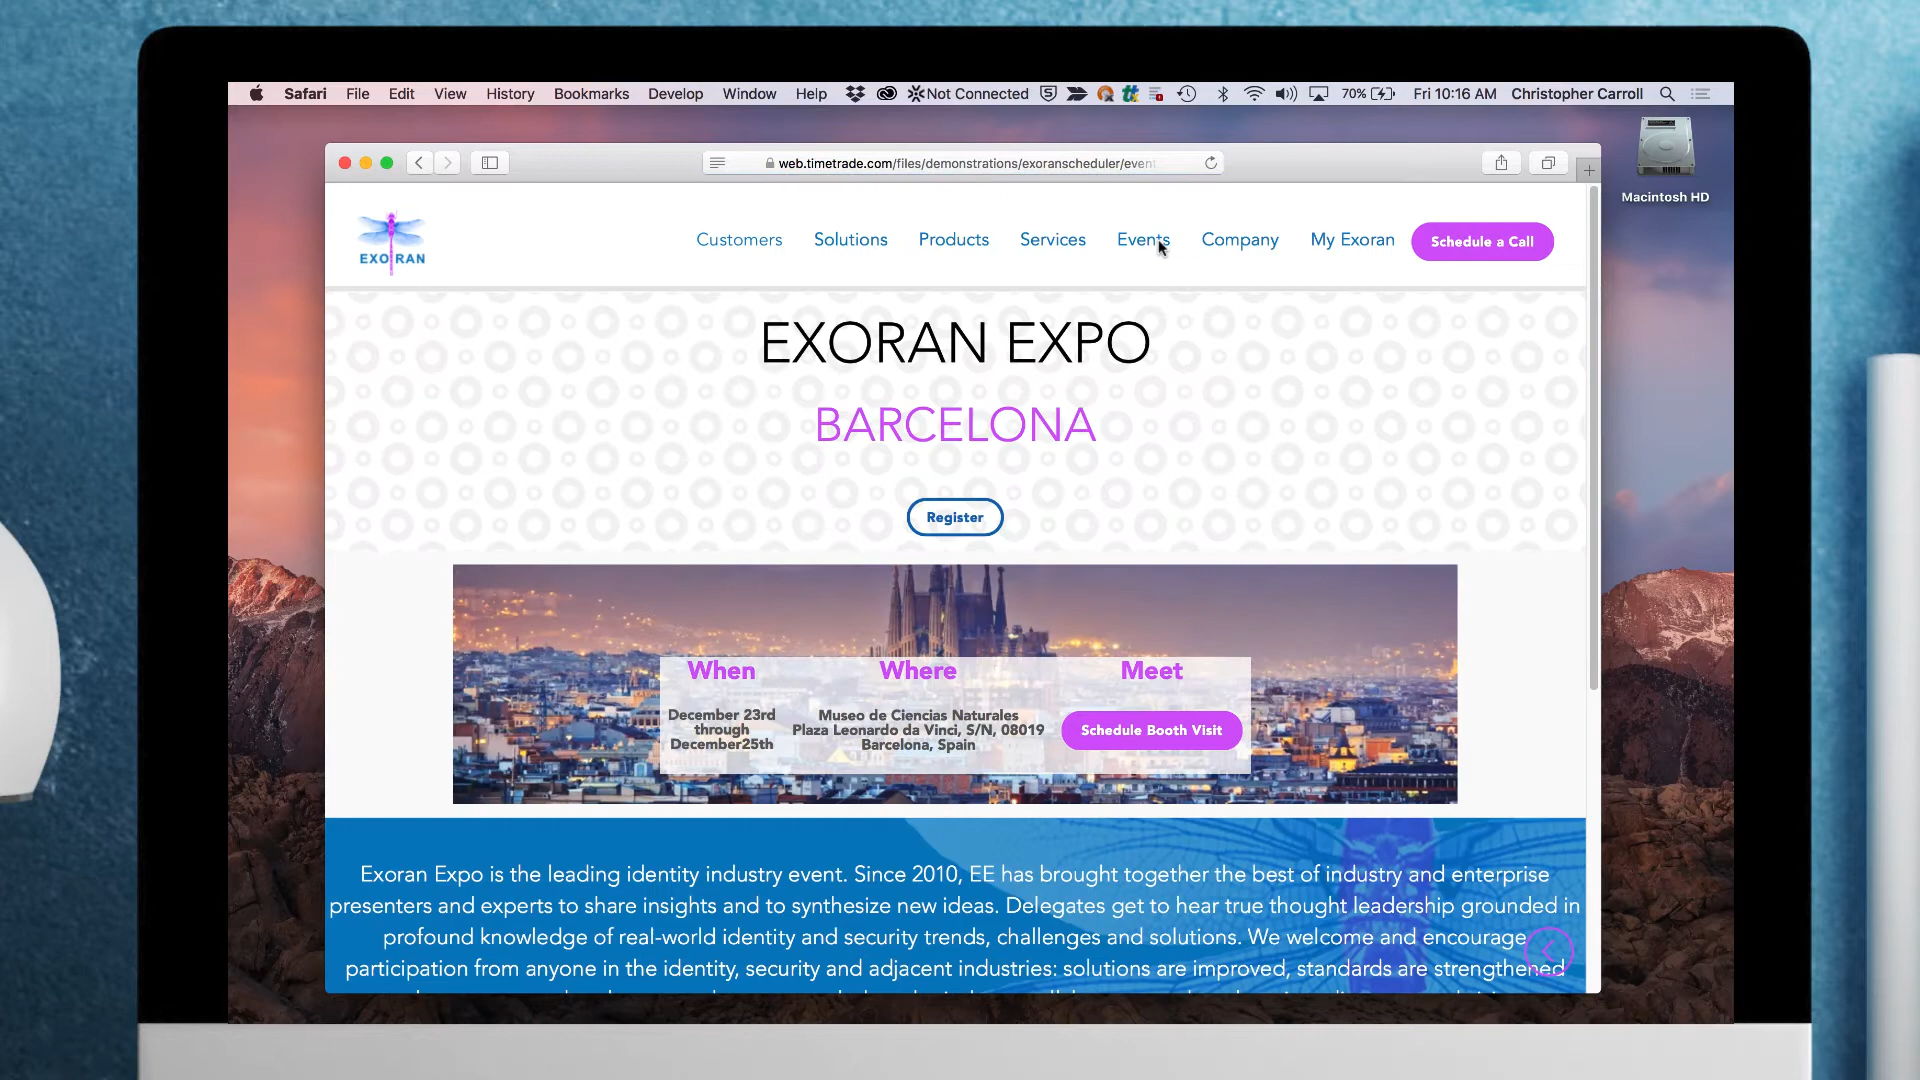 Safari File Edit View History Bookmarks Develop Window Help Not Connected 70% Fri 10:16 AM Christopher Carroll
Macintosh HD
web.timetrade.com/files/demonstrations/exoranscheduler/event
EXORAN
Customers Solutions Products Services Events Company My Exoran Schedule a Call
EXORAN EXPO
BARCELONA
Register
When Where Meet
December 23rd
through
December25th
Museo de Ciencias Naturales
Plaza Leonardo da Vinci, S/N, 08019
Barcelona, Spain
Schedule Booth Visit
Exoran Expo is the leading identity industry event. Since 2010, EE has brought together the best of industry and enterprise
presenters and experts to share insights and to synthesize new ideas. Delegates get to hear true thought leadership grounded in
profound knowledge of real-world identity and security trends, challenges and solutions. We welcome and encourage
participation from anyone in the identity, security and adjacent industries: solutions are improved, standards are strengthened